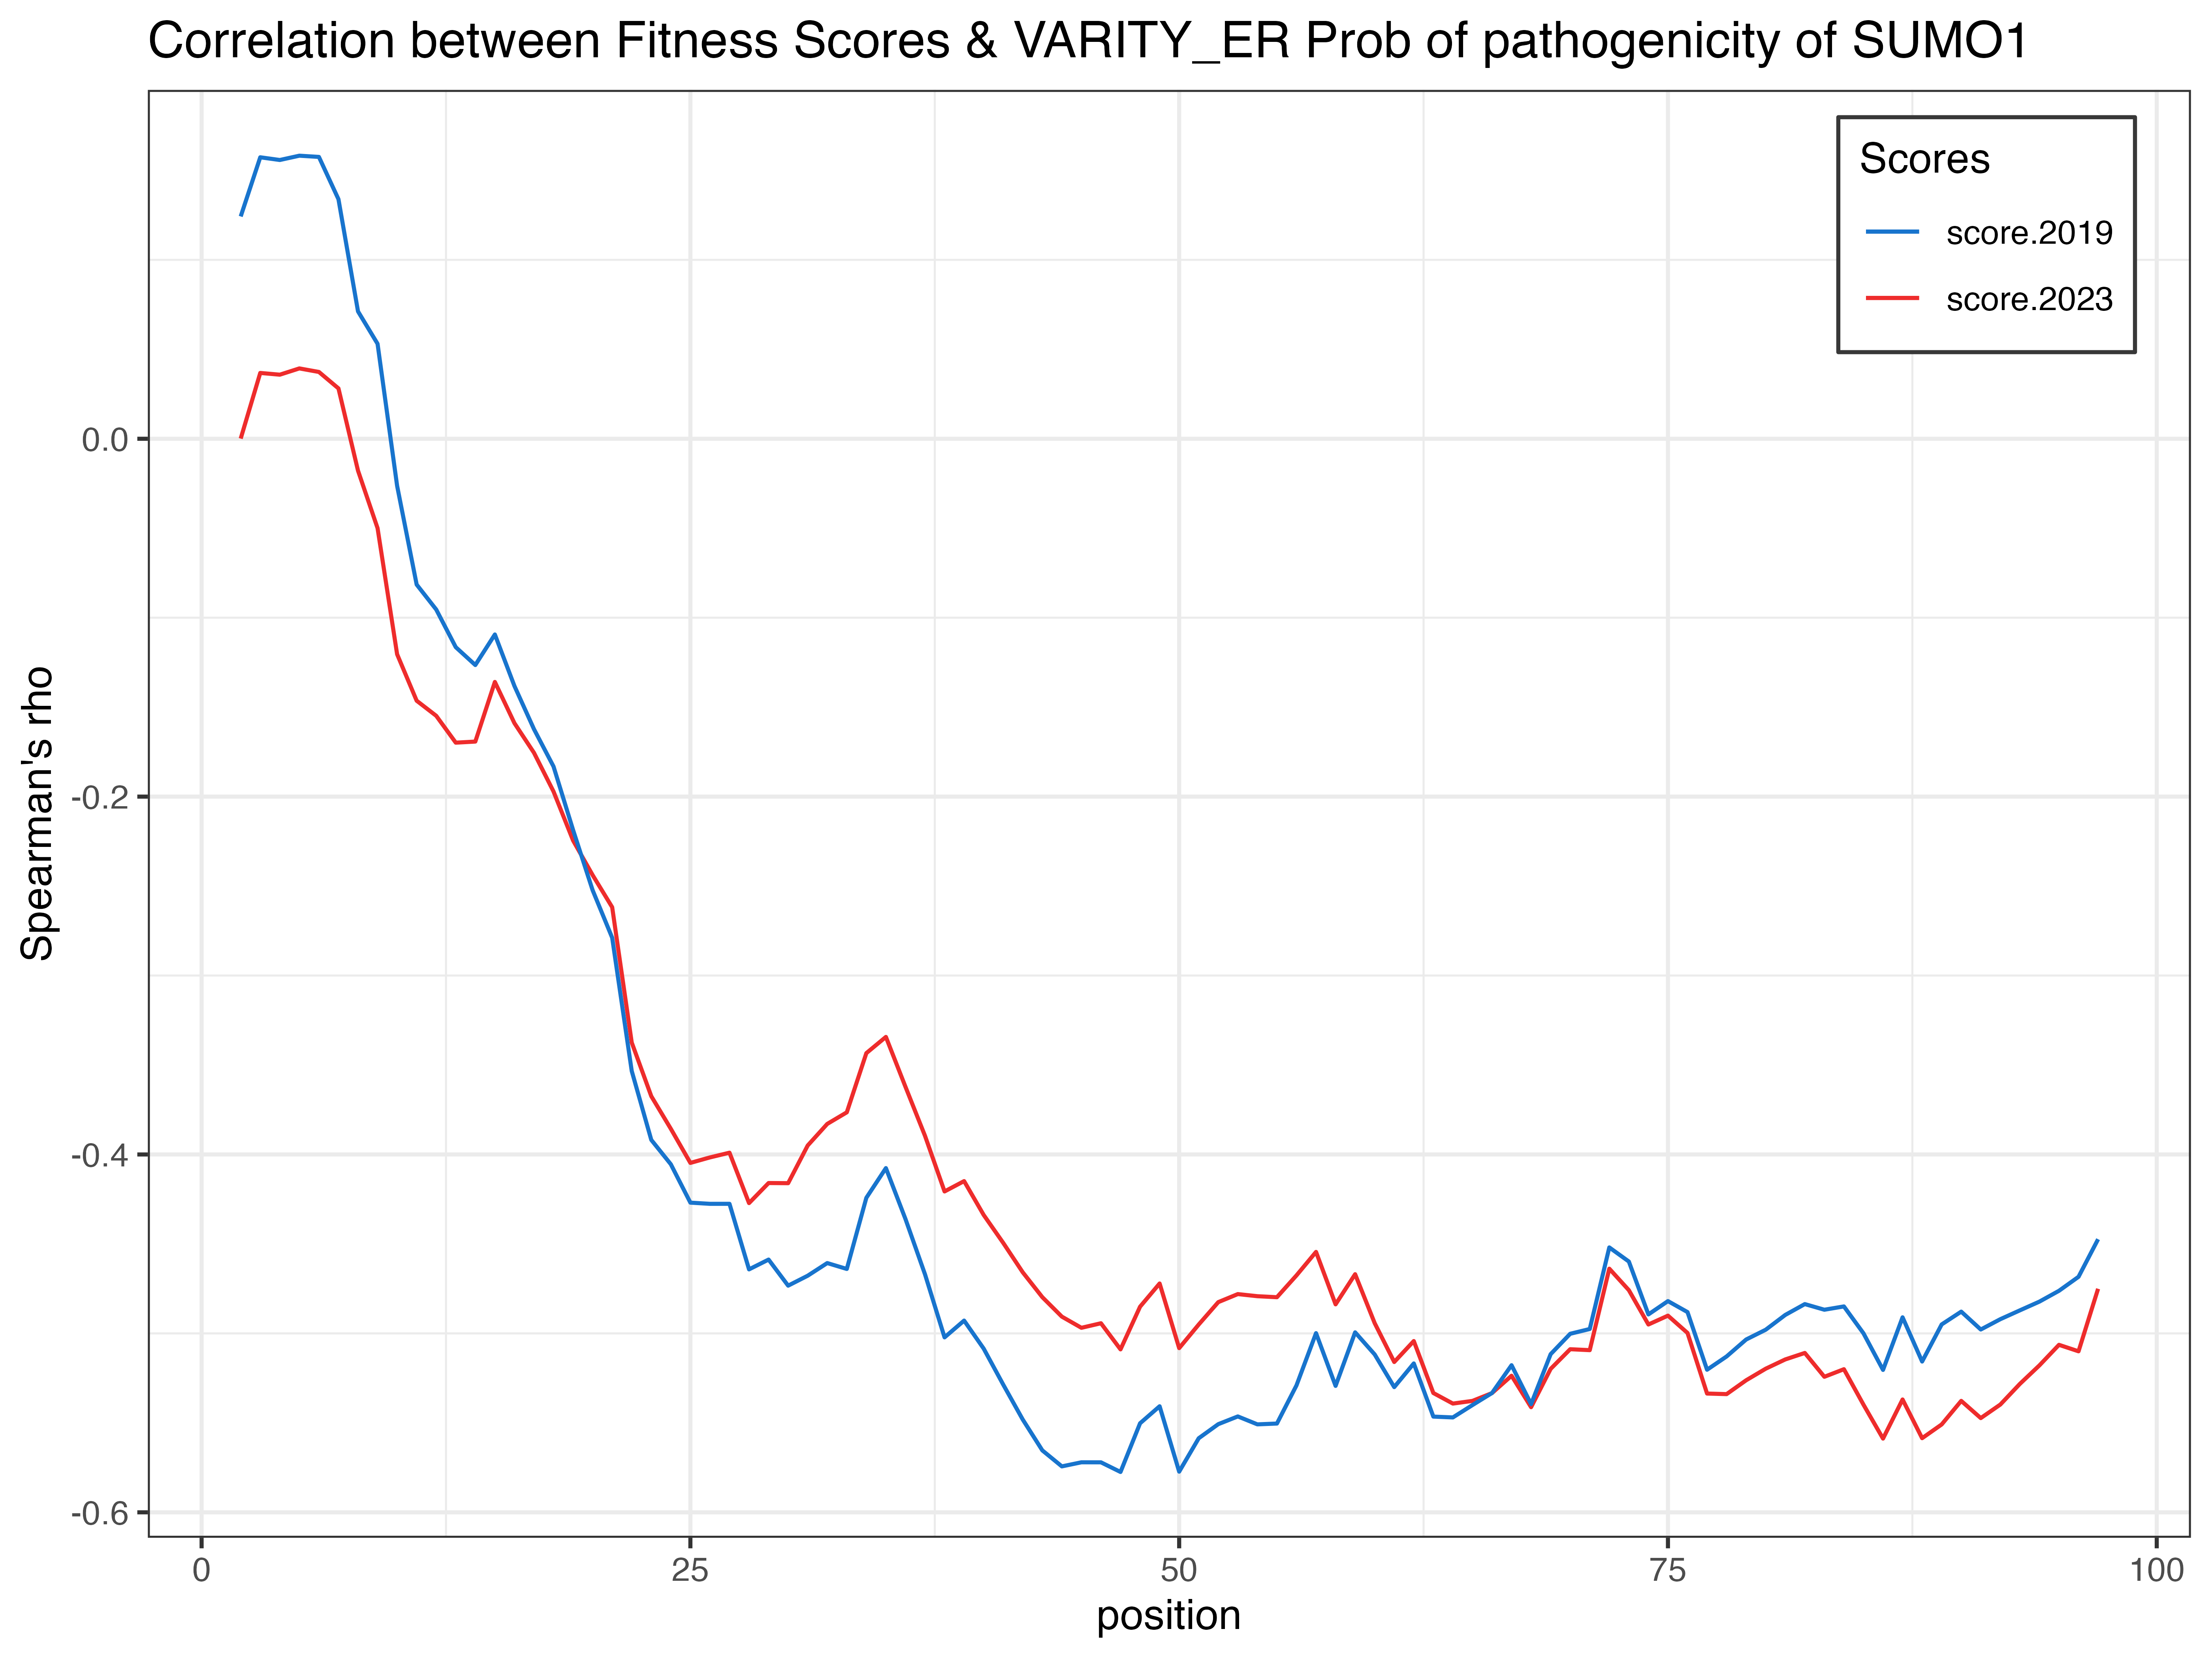 Correlation between Fitness Scores & VARITY_ER Prob of pathogenicity of SUMO1
Scores
score.2019
score.2023
Spearman's rho
0.0
-0.2
-0.4
-0.6
0
25
50
75
100
position